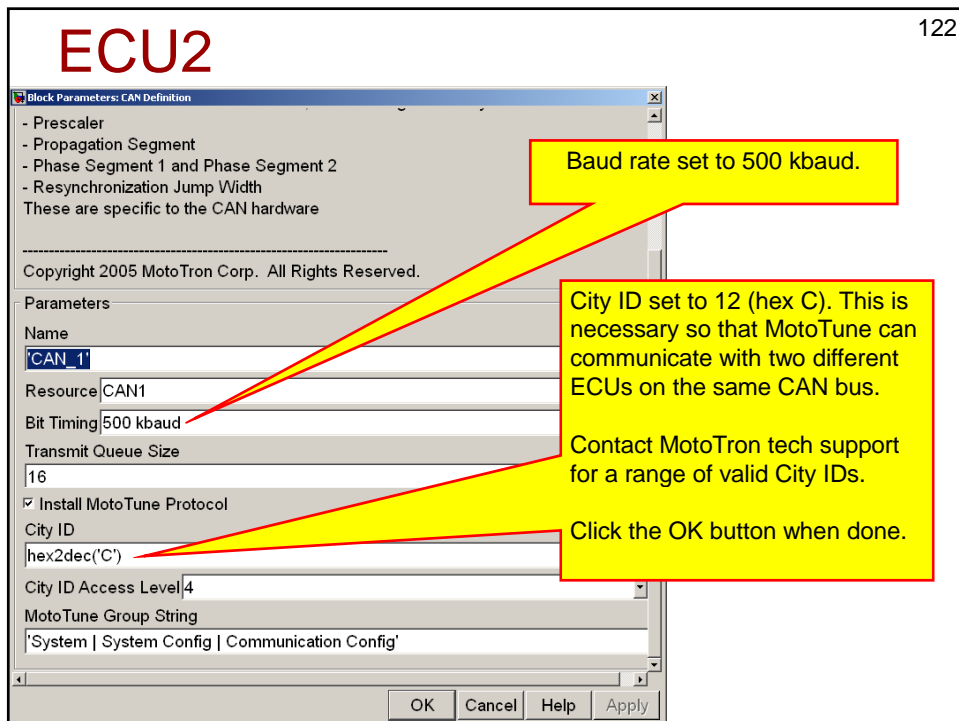 122
ECU2
Block Parameters: CAN Definition
- Prescaler
- Propagation Segment
- Phase Segment 1 and Phase Segment 2
- Resynchronization Jump Width
These are specific to the CAN hardware
--------------------------------------------------------------------
Copyright 2005 MotoTron Corp. All Rights Reserved.
Parameters
Name
'CAN_1'
Resource CAN1
Bit Timing 500 kbaud
Transmit Queue Size
16
Install MotoTune Protocol
City ID
hex2dec('C')
City ID Access Level 4
MotoTune Group String
'System | System Config | Communication Config'
OK Cancel Help Apply
Baud rate set to 500 kbaud.
City ID set to 12 (hex C). This is
necessary so that MotoTune can
communicate with two different
ECUs on the same CAN bus.
Contact MotoTron tech support
for a range of valid City IDs.
Click the OK button when done.